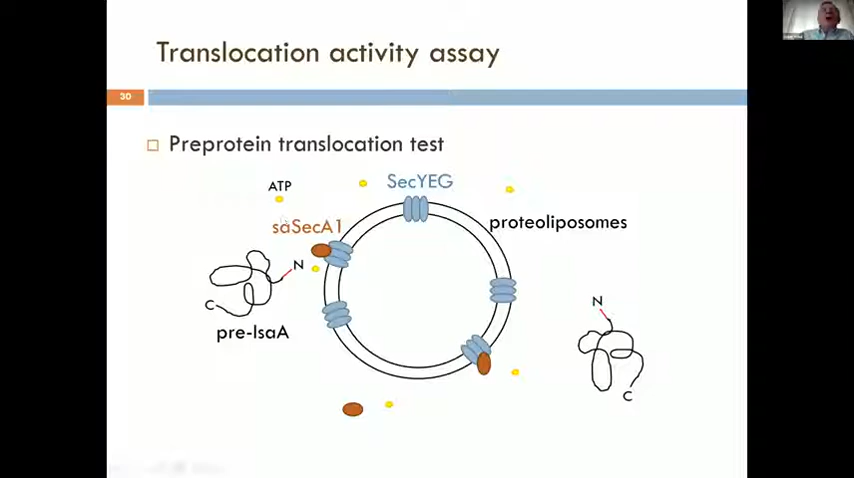 Translocation activity assay
30
Preprotein translocation test
ATP
SecYEG
saSecA1
proteoliposomes
N
C
pre-IsaA
N
C